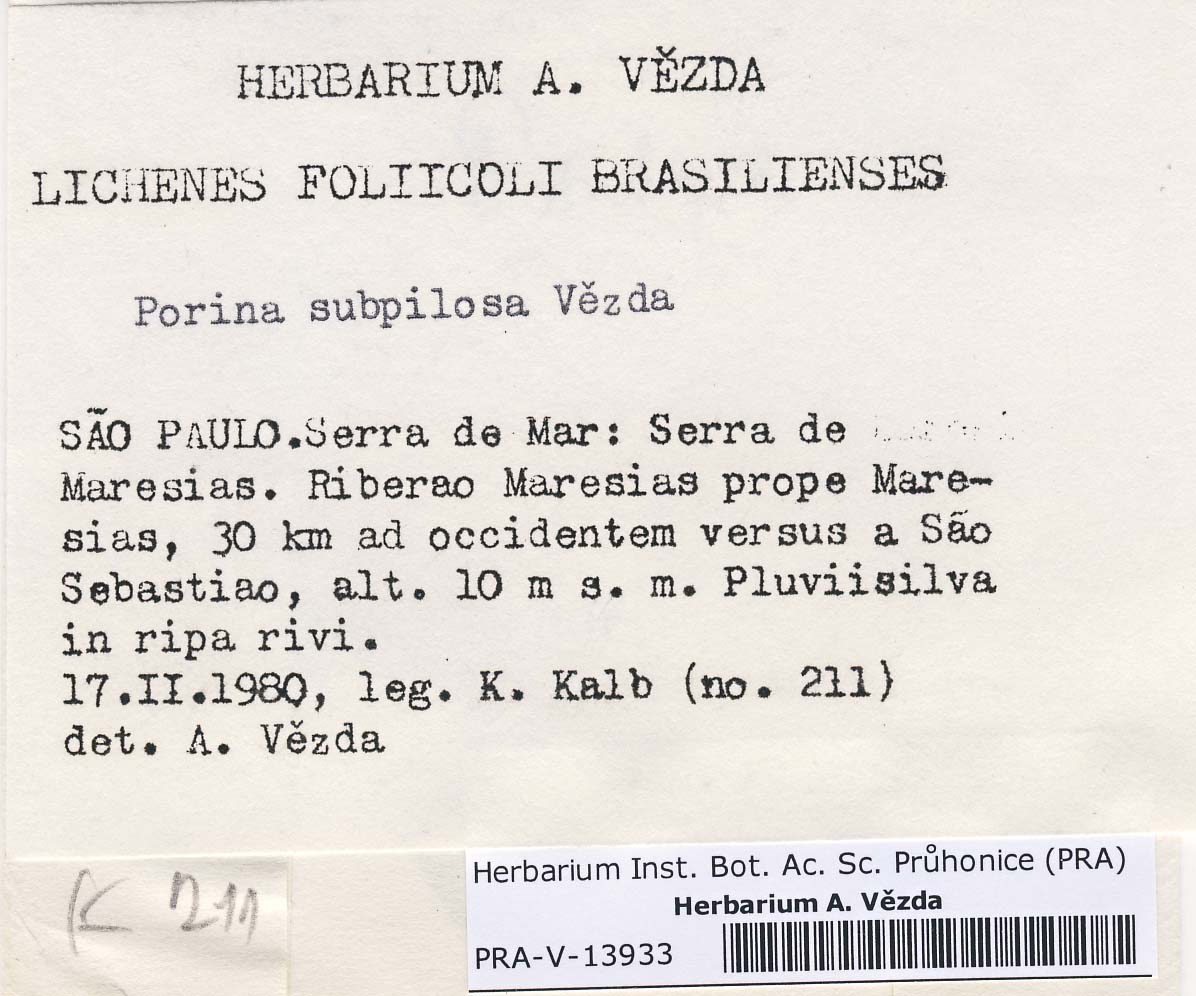 HERBARIUM A. VĚZDA
LICHENES FOLIICOLI BRASILIENSES
Porina subpilosa Vězda
SÃO PAULO. Serra de Mar: Serra de
Maresias. Riberao Maresias prope Mare-
sias, 30 km ad occidentem versus a São
Sebastiao, alt. 10 m s. m. Pluviisilva
in ripa rivi.
17.II.1980, leg. K. Kalb (no. 211)
det. A. Vězda
K 211
Herbarium Inst. Bot. Ac. Sc. Průhonice (PRA)
Herbarium A. Vězda
PRA-V-13933